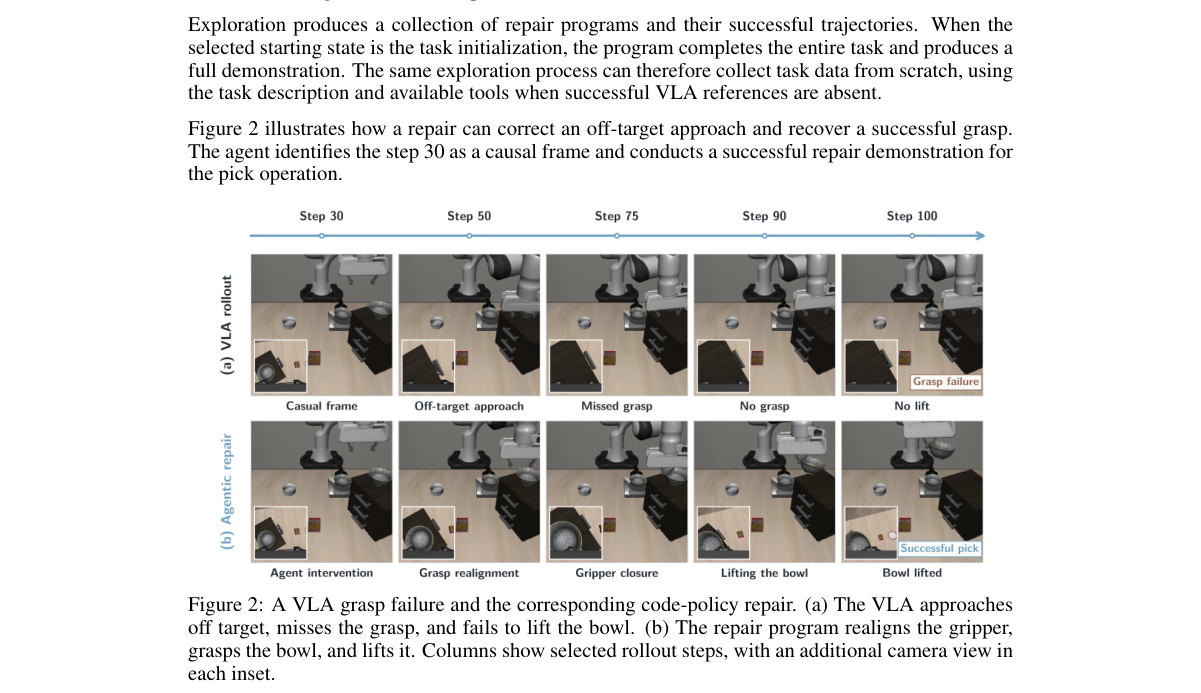 Exploration produces a collection of repair programs and their successful trajectories. When the
selected starting state is the task initialization, the program completes the entire task and produces a
full demonstration. The same exploration process can therefore collect task data from scratch, using
the task description and available tools when successful VLA references are absent.
Figure 2 illustrates how a repair can correct an off-target approach and recover a successful grasp.
The agent identifies the step 30 as a causal frame and conducts a successful repair demonstration for
the pick operation.
Step 30 Step 50 Step 75 Step 90 Step 100
(a) VLA rollout
Grasp failure
Casual frame Off-target approach Missed grasp No grasp No lift
(b) Agentic repair
Successful pick
Agent intervention Grasp realignment Gripper closure Lifting the bowl Bowl lifted
Figure 2: A VLA grasp failure and the corresponding code-policy repair. (a) The VLA approaches
off target, misses the grasp, and fails to lift the bowl. (b) The repair program realigns the gripper,
grasps the bowl, and lifts it. Columns show selected rollout steps, with an additional camera view in
each inset.